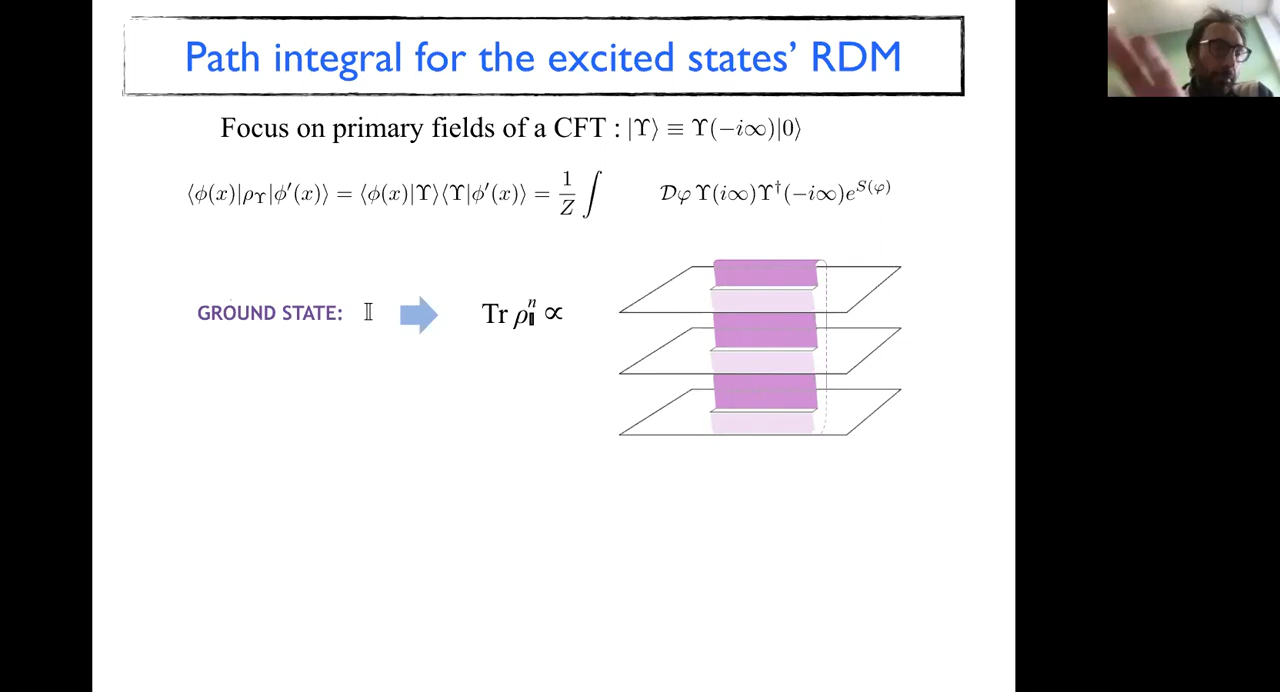 Path integral for the excited states' RDM
Focus on primary fields of a CFT : |ϒ⟩ ≡ ϒ(−i∞)|0⟩
⟨ϕ(x)|ρ_ϒ|ϕ′(x)⟩ = ⟨ϕ(x)|ϒ⟩⟨ϒ|ϕ′(x)⟩ = 1/Z ∫ 𝒟φ ϒ(i∞)ϒ†(−i∞)e^{S(φ)}
GROUND STATE: 𝕀 Tr ρ_𝕀^n ∝